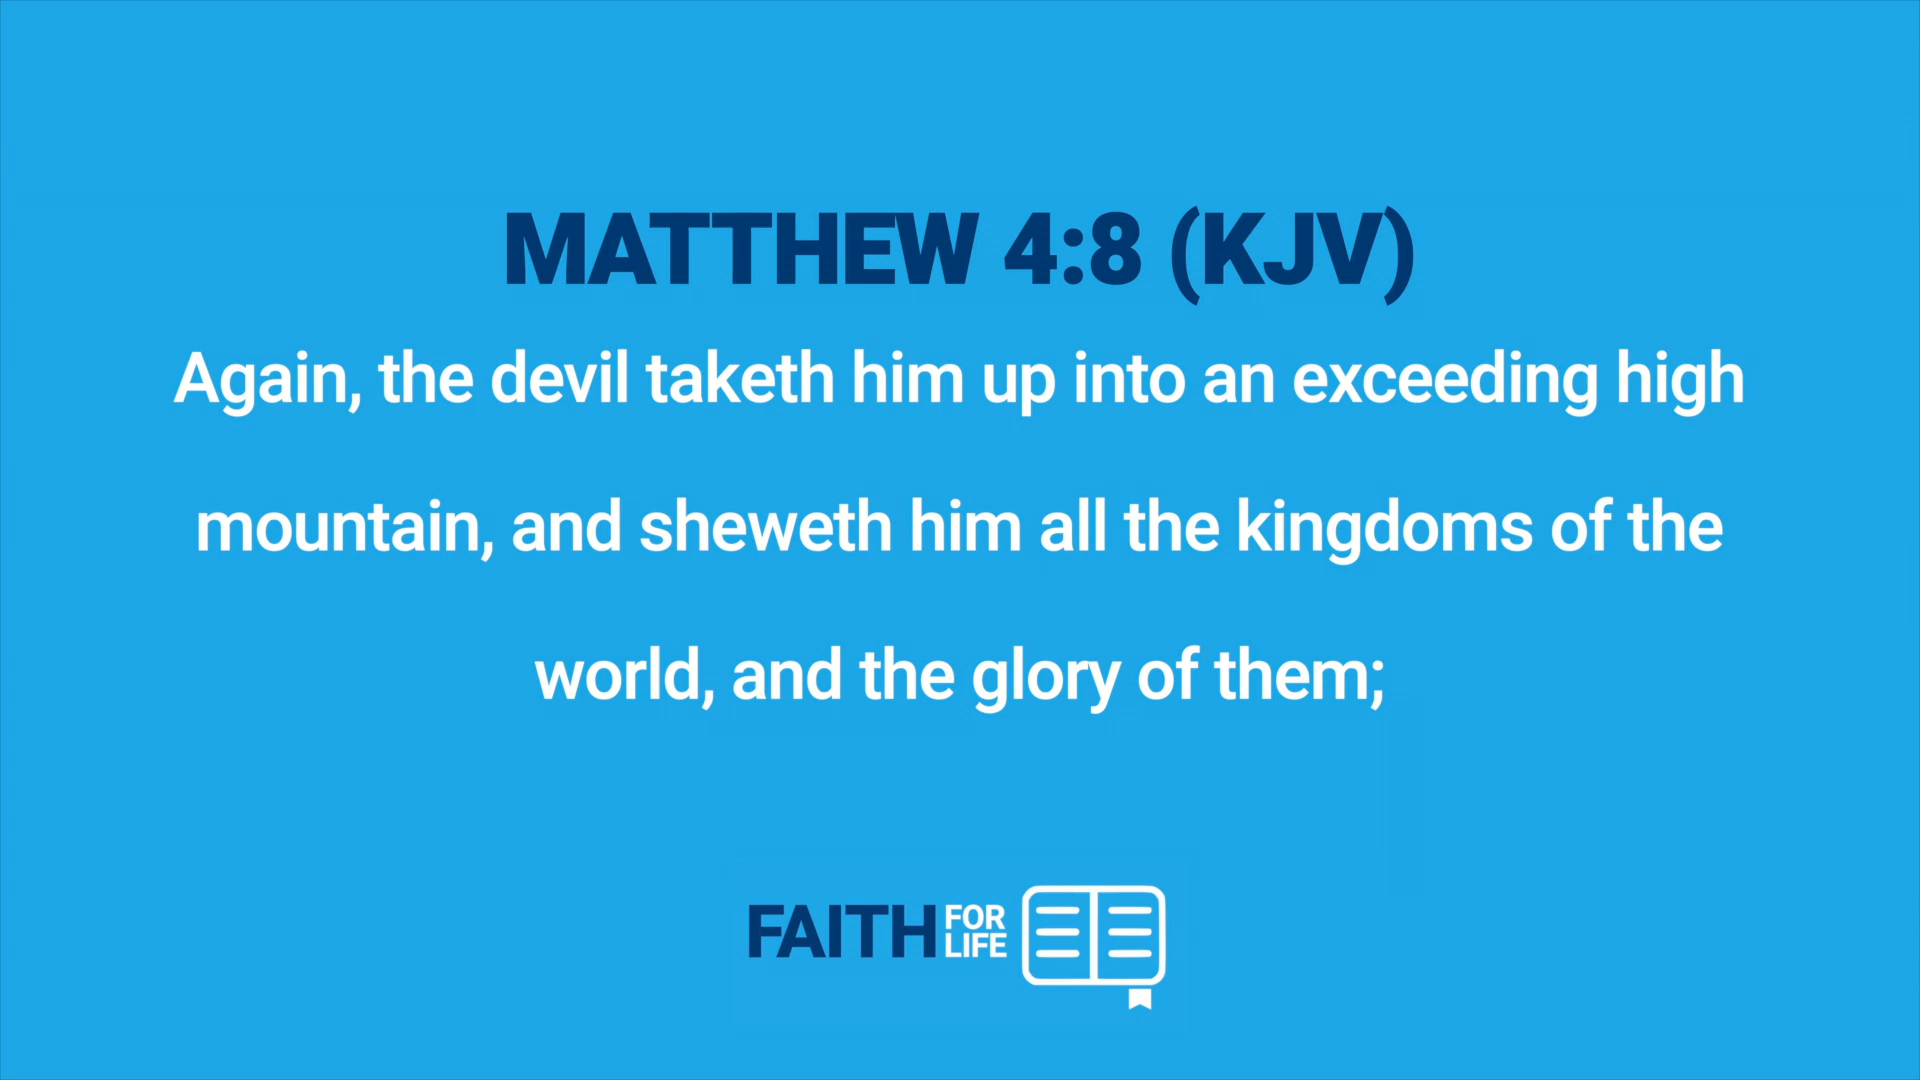 MATTHEW 4:8 (KJV)
Again, the devil taketh him up into an exceeding high
mountain, and sheweth him all the kingdoms of the
world, and the glory of them;
FAITH FOR
LIFE